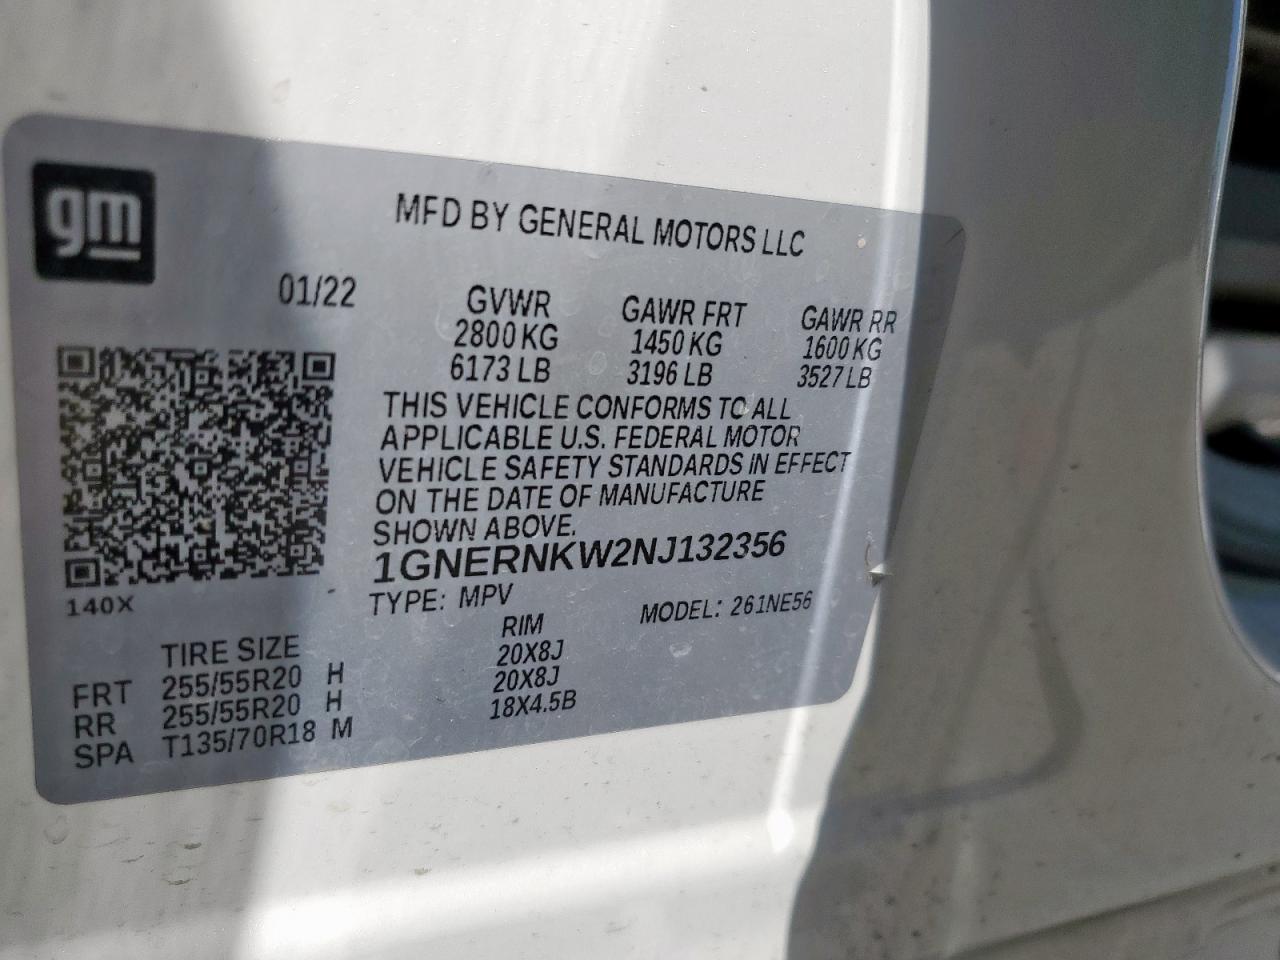 gm
MFD BY GENERAL MOTORS LLC
01/22
GVWR GAWR FRT GAWR RR
2800 KG 1450 KG 1600 KG
6173 LB 3196 LB 3527 LB
THIS VEHICLE CONFORMS TO ALL
APPLICABLE U.S. FEDERAL MOTOR
VEHICLE SAFETY STANDARDS IN EFFECT
ON THE DATE OF MANUFACTURE
SHOWN ABOVE.
1GNERNKW2NJ132356
140X
TYPE: MPV MODEL: 261NE56
TIRE SIZE RIM
FRT 255/55R20 H 20X8J
RR 255/55R20 H 20X8J
SPA T135/70R18 M 18X4.5B